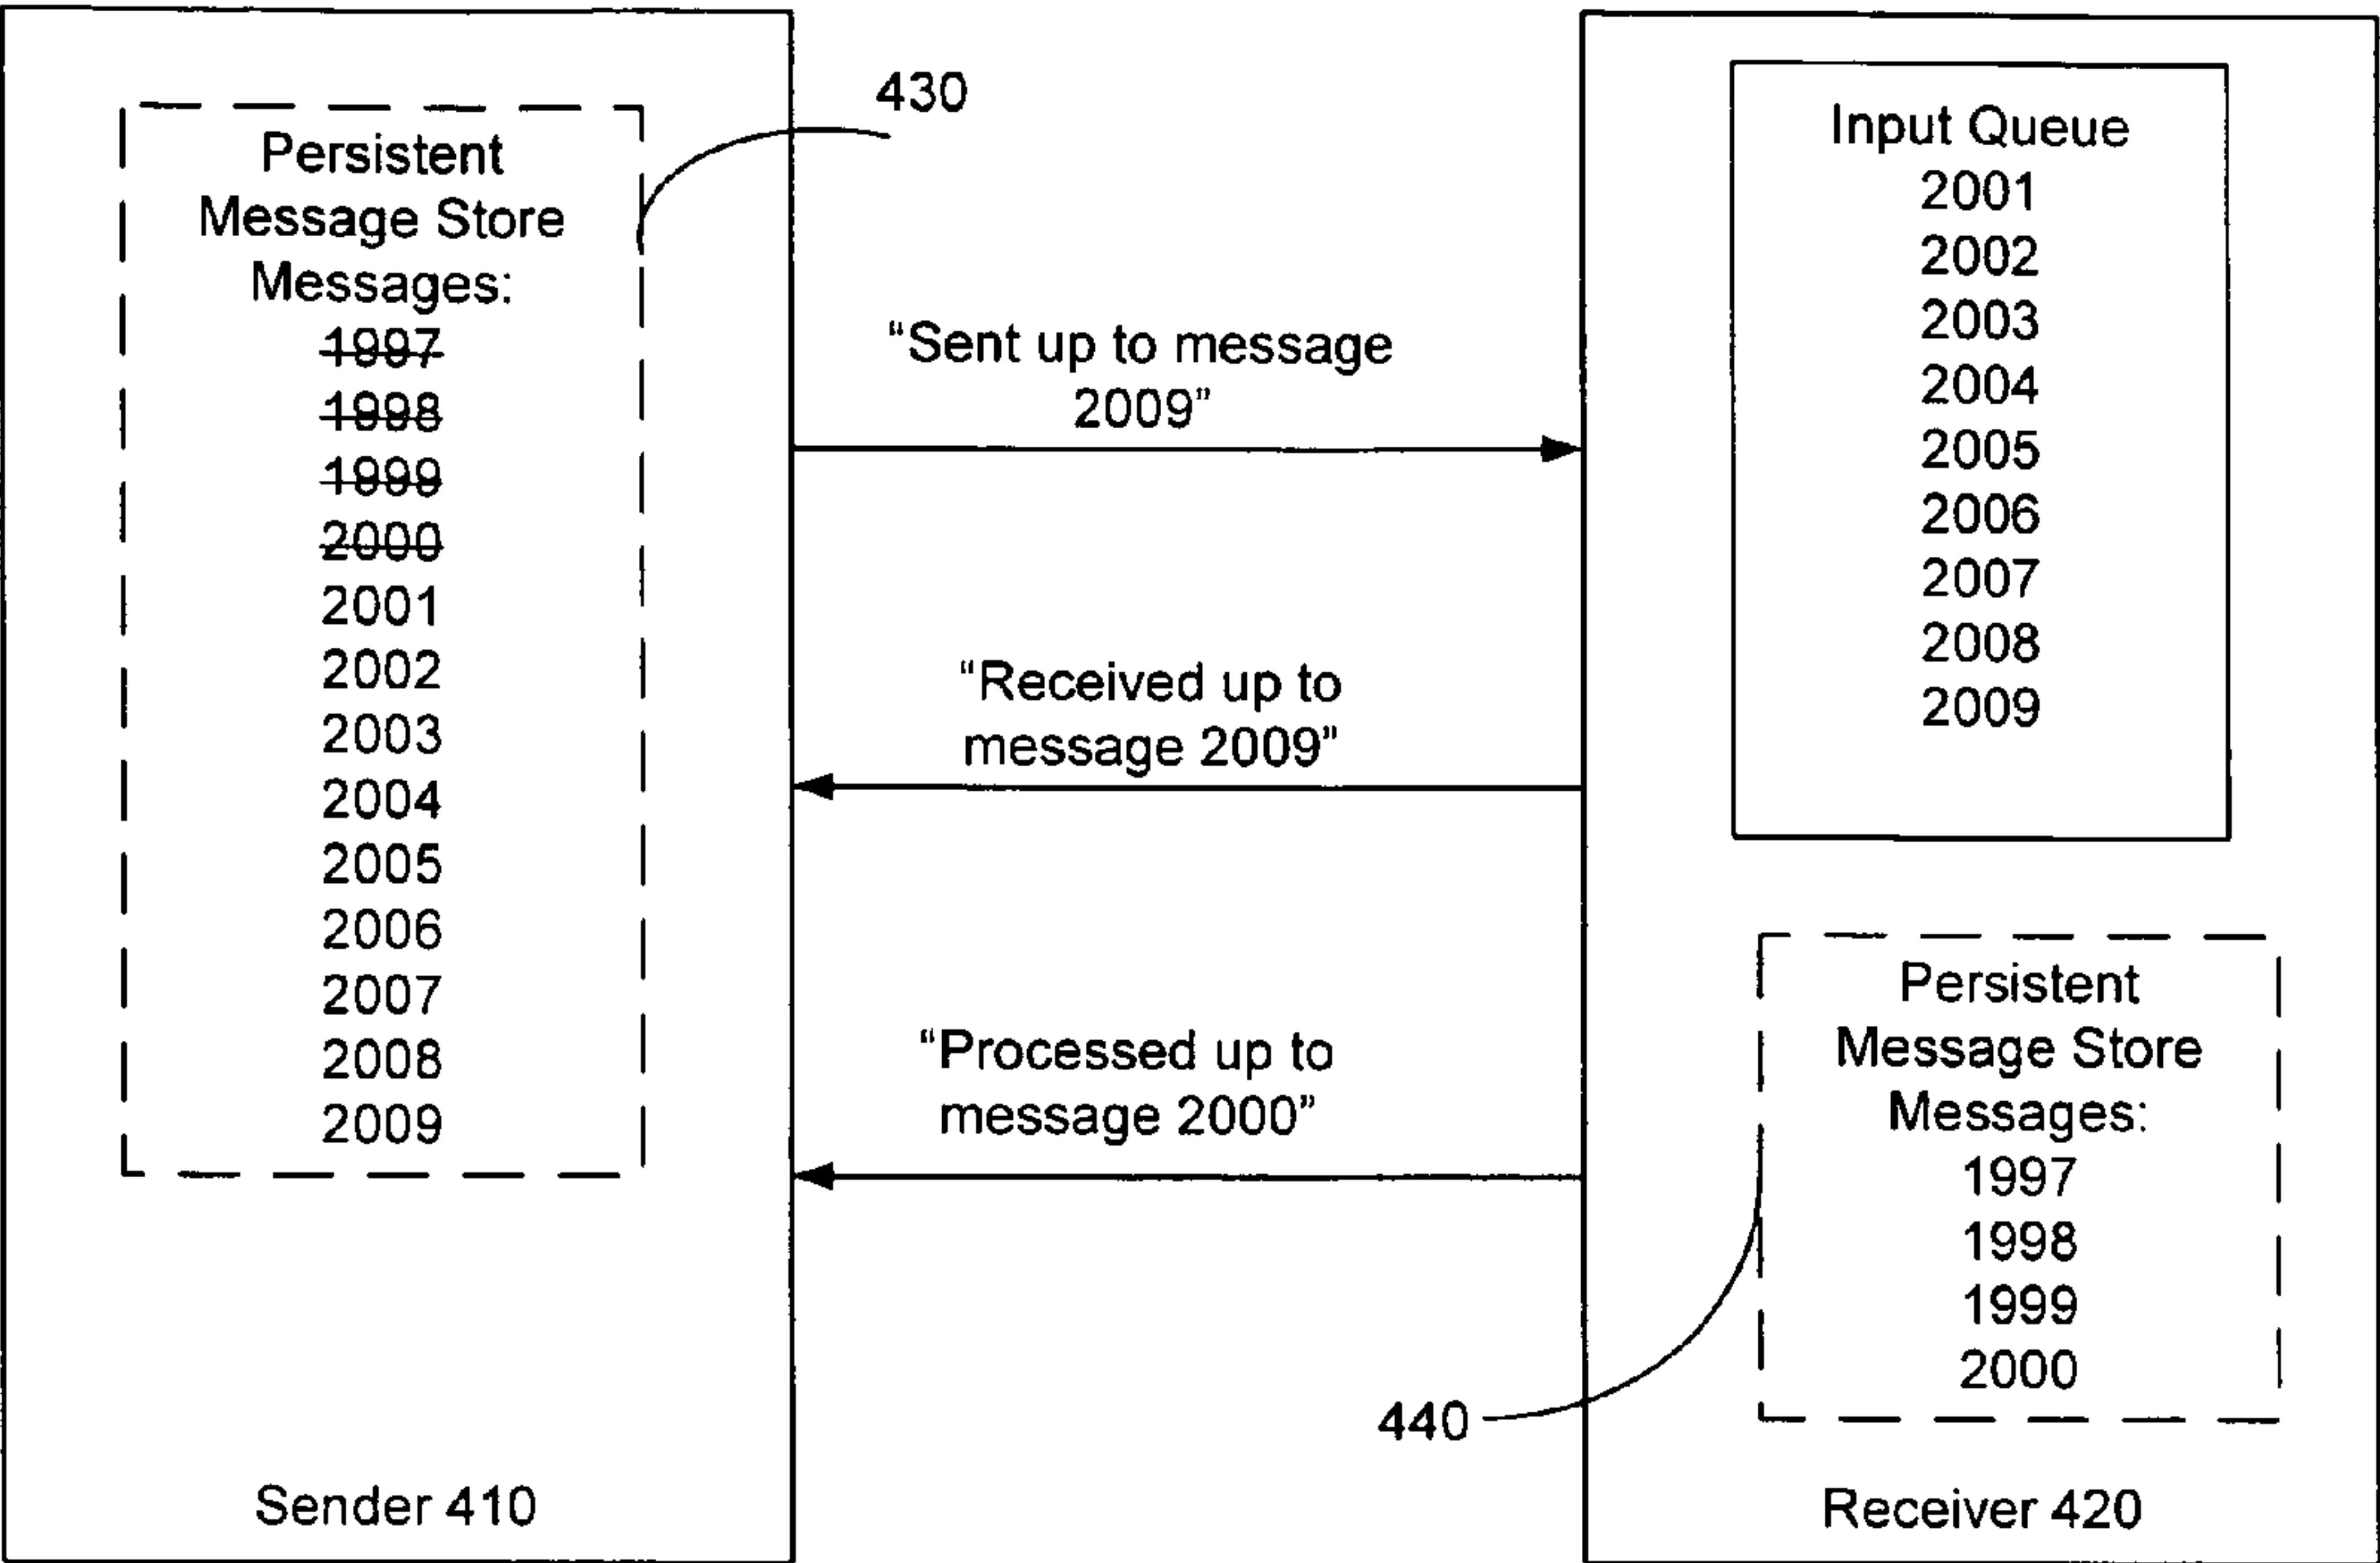 430
Persistent
Message Store
Messages:
1997
1998
1999
2000
2001
2002
2003
2004
2005
2006
2007
2008
2009
Sender 410
“Sent up to message
2009”
“Received up to
message 2009”
“Processed up to
message 2000”
Input Queue
2001
2002
2003
2004
2005
2006
2007
2008
2009
Persistent
Message Store
Messages:
1997
1998
1999
2000
440
Receiver 420